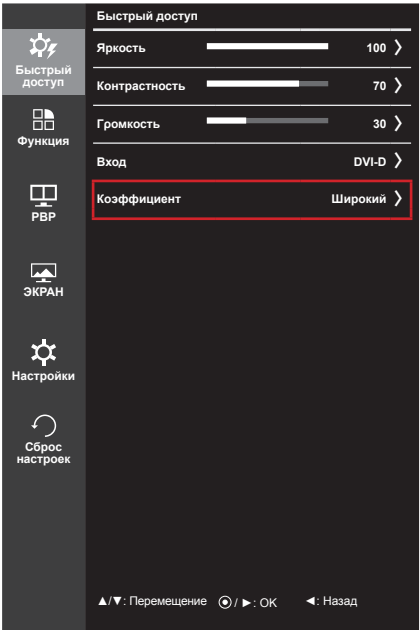 Быстрый доступ
Быстрый
доступ
Функция
PBP
ЭКРАН
Настройки
Сброс
настроек
Яркость 100
Контрастность 70
Громкость 30
Вход DVI-D
Коэффициент Широкий
▲/▼: Перемещение ◉/ ►: OK ◄: Назад